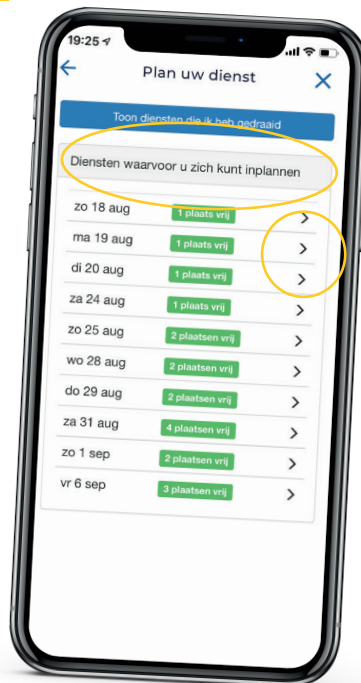 19:25
Plan uw dienst
Toon diensten die ik heb gedraaid
Diensten waarvoor u zich kunt inplannen
zo 18 aug 1 plaats vrij
ma 19 aug 1 plaats vrij
di 20 aug 1 plaats vrij
za 24 aug 1 plaats vrij
zo 25 aug 2 plaatsen vrij
wo 28 aug 2 plaatsen vrij
do 29 aug 2 plaatsen vrij
za 31 aug 4 plaatsen vrij
zo 1 sep 2 plaatsen vrij
vr 6 sep 3 plaatsen vrij